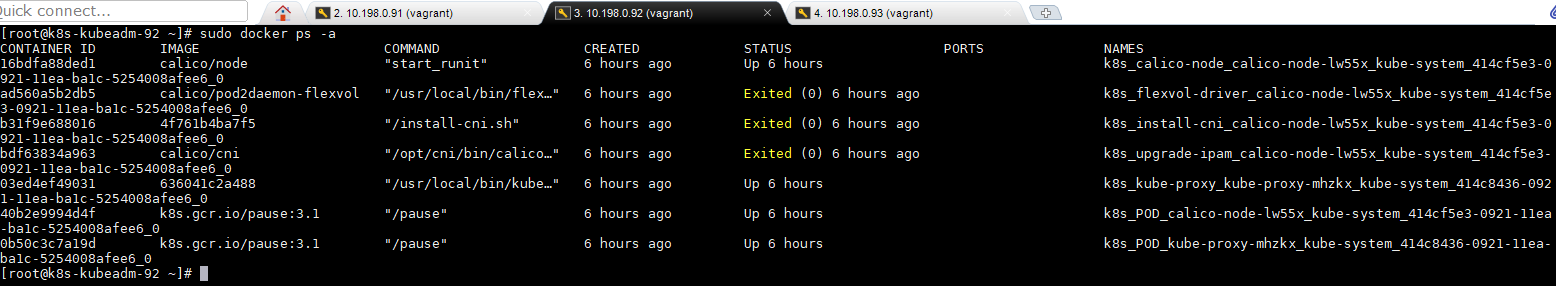 Quick connect...
2. 10.198.0.91 (vagrant)
3. 10.198.0.92 (vagrant)
4. 10.198.0.93 (vagrant)
[root@k8s-kubeadm-92 ~]# sudo docker ps -a
CONTAINER ID IMAGE COMMAND CREATED STATUS PORTS NAMES
16bdfa88ded1 calico/node "start_runit" 6 hours ago Up 6 hours k8s_calico-node_calico-node-lw55x_kube-system_414cf5e3-0
921-11ea-ba1c-5254008afee6_0
ad560a5b2db5 calico/pod2daemon-flexvol "/usr/local/bin/flex…" 6 hours ago Exited (0) 6 hours ago k8s_flexvol-driver_calico-node-lw55x_kube-system_414cf5e
3-0921-11ea-ba1c-5254008afee6_0
b31f9e688016 4f761b4ba7f5 "/install-cni.sh" 6 hours ago Exited (0) 6 hours ago k8s_install-cni_calico-node-lw55x_kube-system_414cf5e3-0
921-11ea-ba1c-5254008afee6_0
bdf63834a963 calico/cni "/opt/cni/bin/calico…" 6 hours ago Exited (0) 6 hours ago k8s_upgrade-ipam_calico-node-lw55x_kube-system_414cf5e3-
0921-11ea-ba1c-5254008afee6_0
03ed4ef49031 636041c2a488 "/usr/local/bin/kube…" 6 hours ago Up 6 hours k8s_kube-proxy_kube-proxy-mhzkx_kube-system_414c8436-092
1-11ea-ba1c-5254008afee6_0
40b2e9994d4f k8s.gcr.io/pause:3.1 "/pause" 6 hours ago Up 6 hours k8s_POD_calico-node-lw55x_kube-system_414cf5e3-0921-11ea
-ba1c-5254008afee6_0
0b50c3c7a19d k8s.gcr.io/pause:3.1 "/pause" 6 hours ago Up 6 hours k8s_POD_kube-proxy-mhzkx_kube-system_414c8436-0921-11ea-
ba1c-5254008afee6_0
[root@k8s-kubeadm-92 ~]#